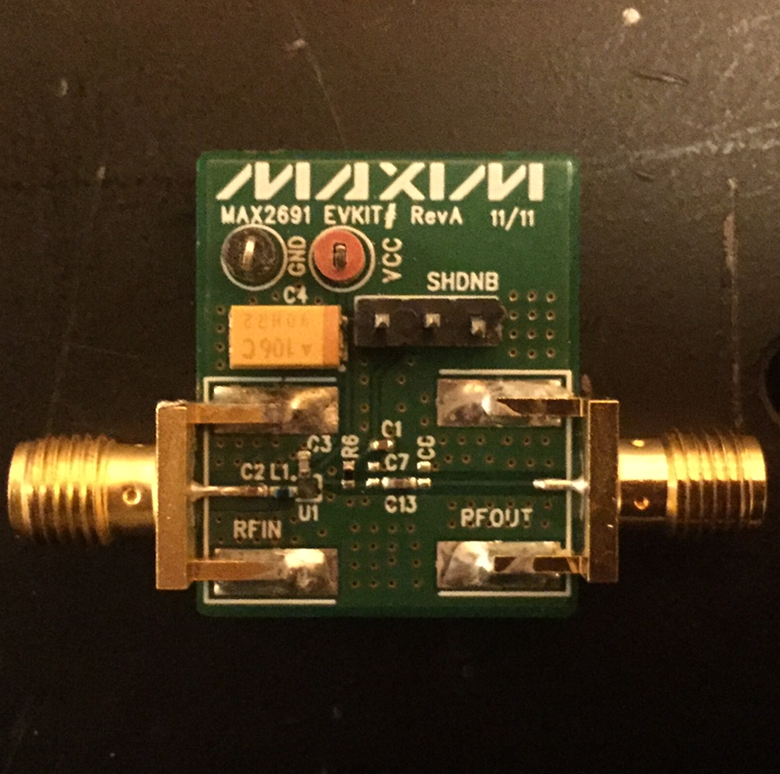 MAXIM
MAX2691 EVKIT# RevA 11/11
GND
VCC
SHDNB
C4
106C
C3
R6
C1
C7
C2 L1
C13
U1
RFIN
RFOUT